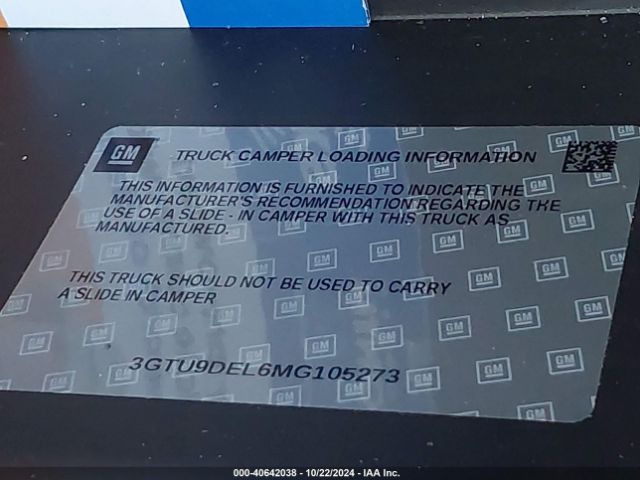 GM
TRUCK CAMPER LOADING INFORMATION
THIS INFORMATION IS FURNISHED TO INDICATE THE
MANUFACTURER'S RECOMMENDATION REGARDING THE
USE OF A SLIDE - IN CAMPER WITH THIS TRUCK AS
MANUFACTURED.
THIS TRUCK SHOULD NOT BE USED TO CARRY
A SLIDE IN CAMPER
3GTU9DEL6MG105273
000-40642038 - 10/22/2024 - IAA Inc.